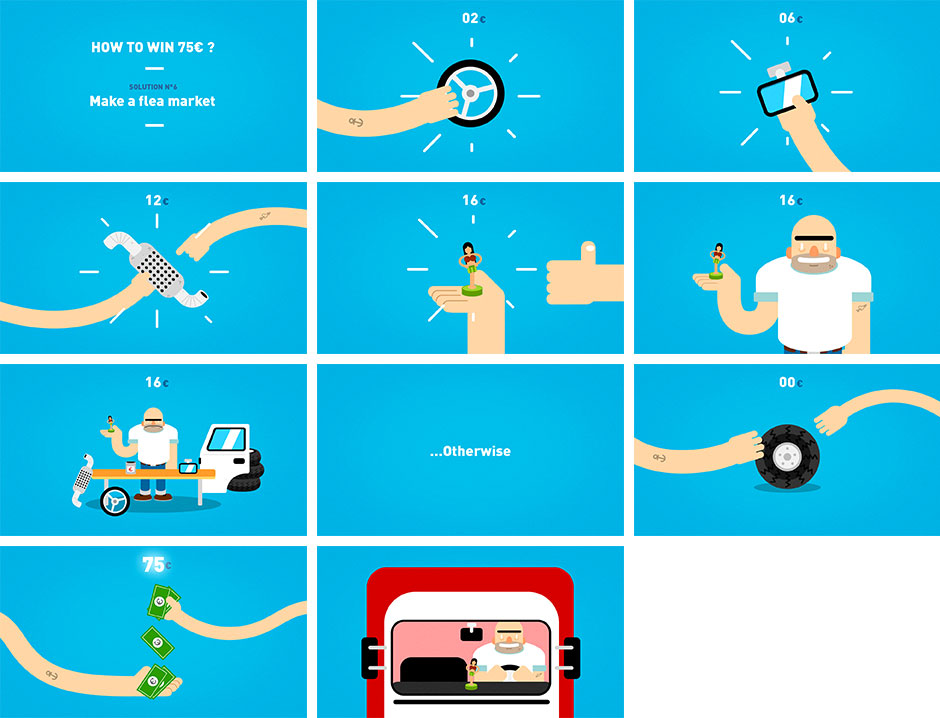 HOW TO WIN 75€ ?
SOLUTION N°6
Make a flea market
02€
06€
12€
16€
16€
16€
...Otherwise
00€
75€